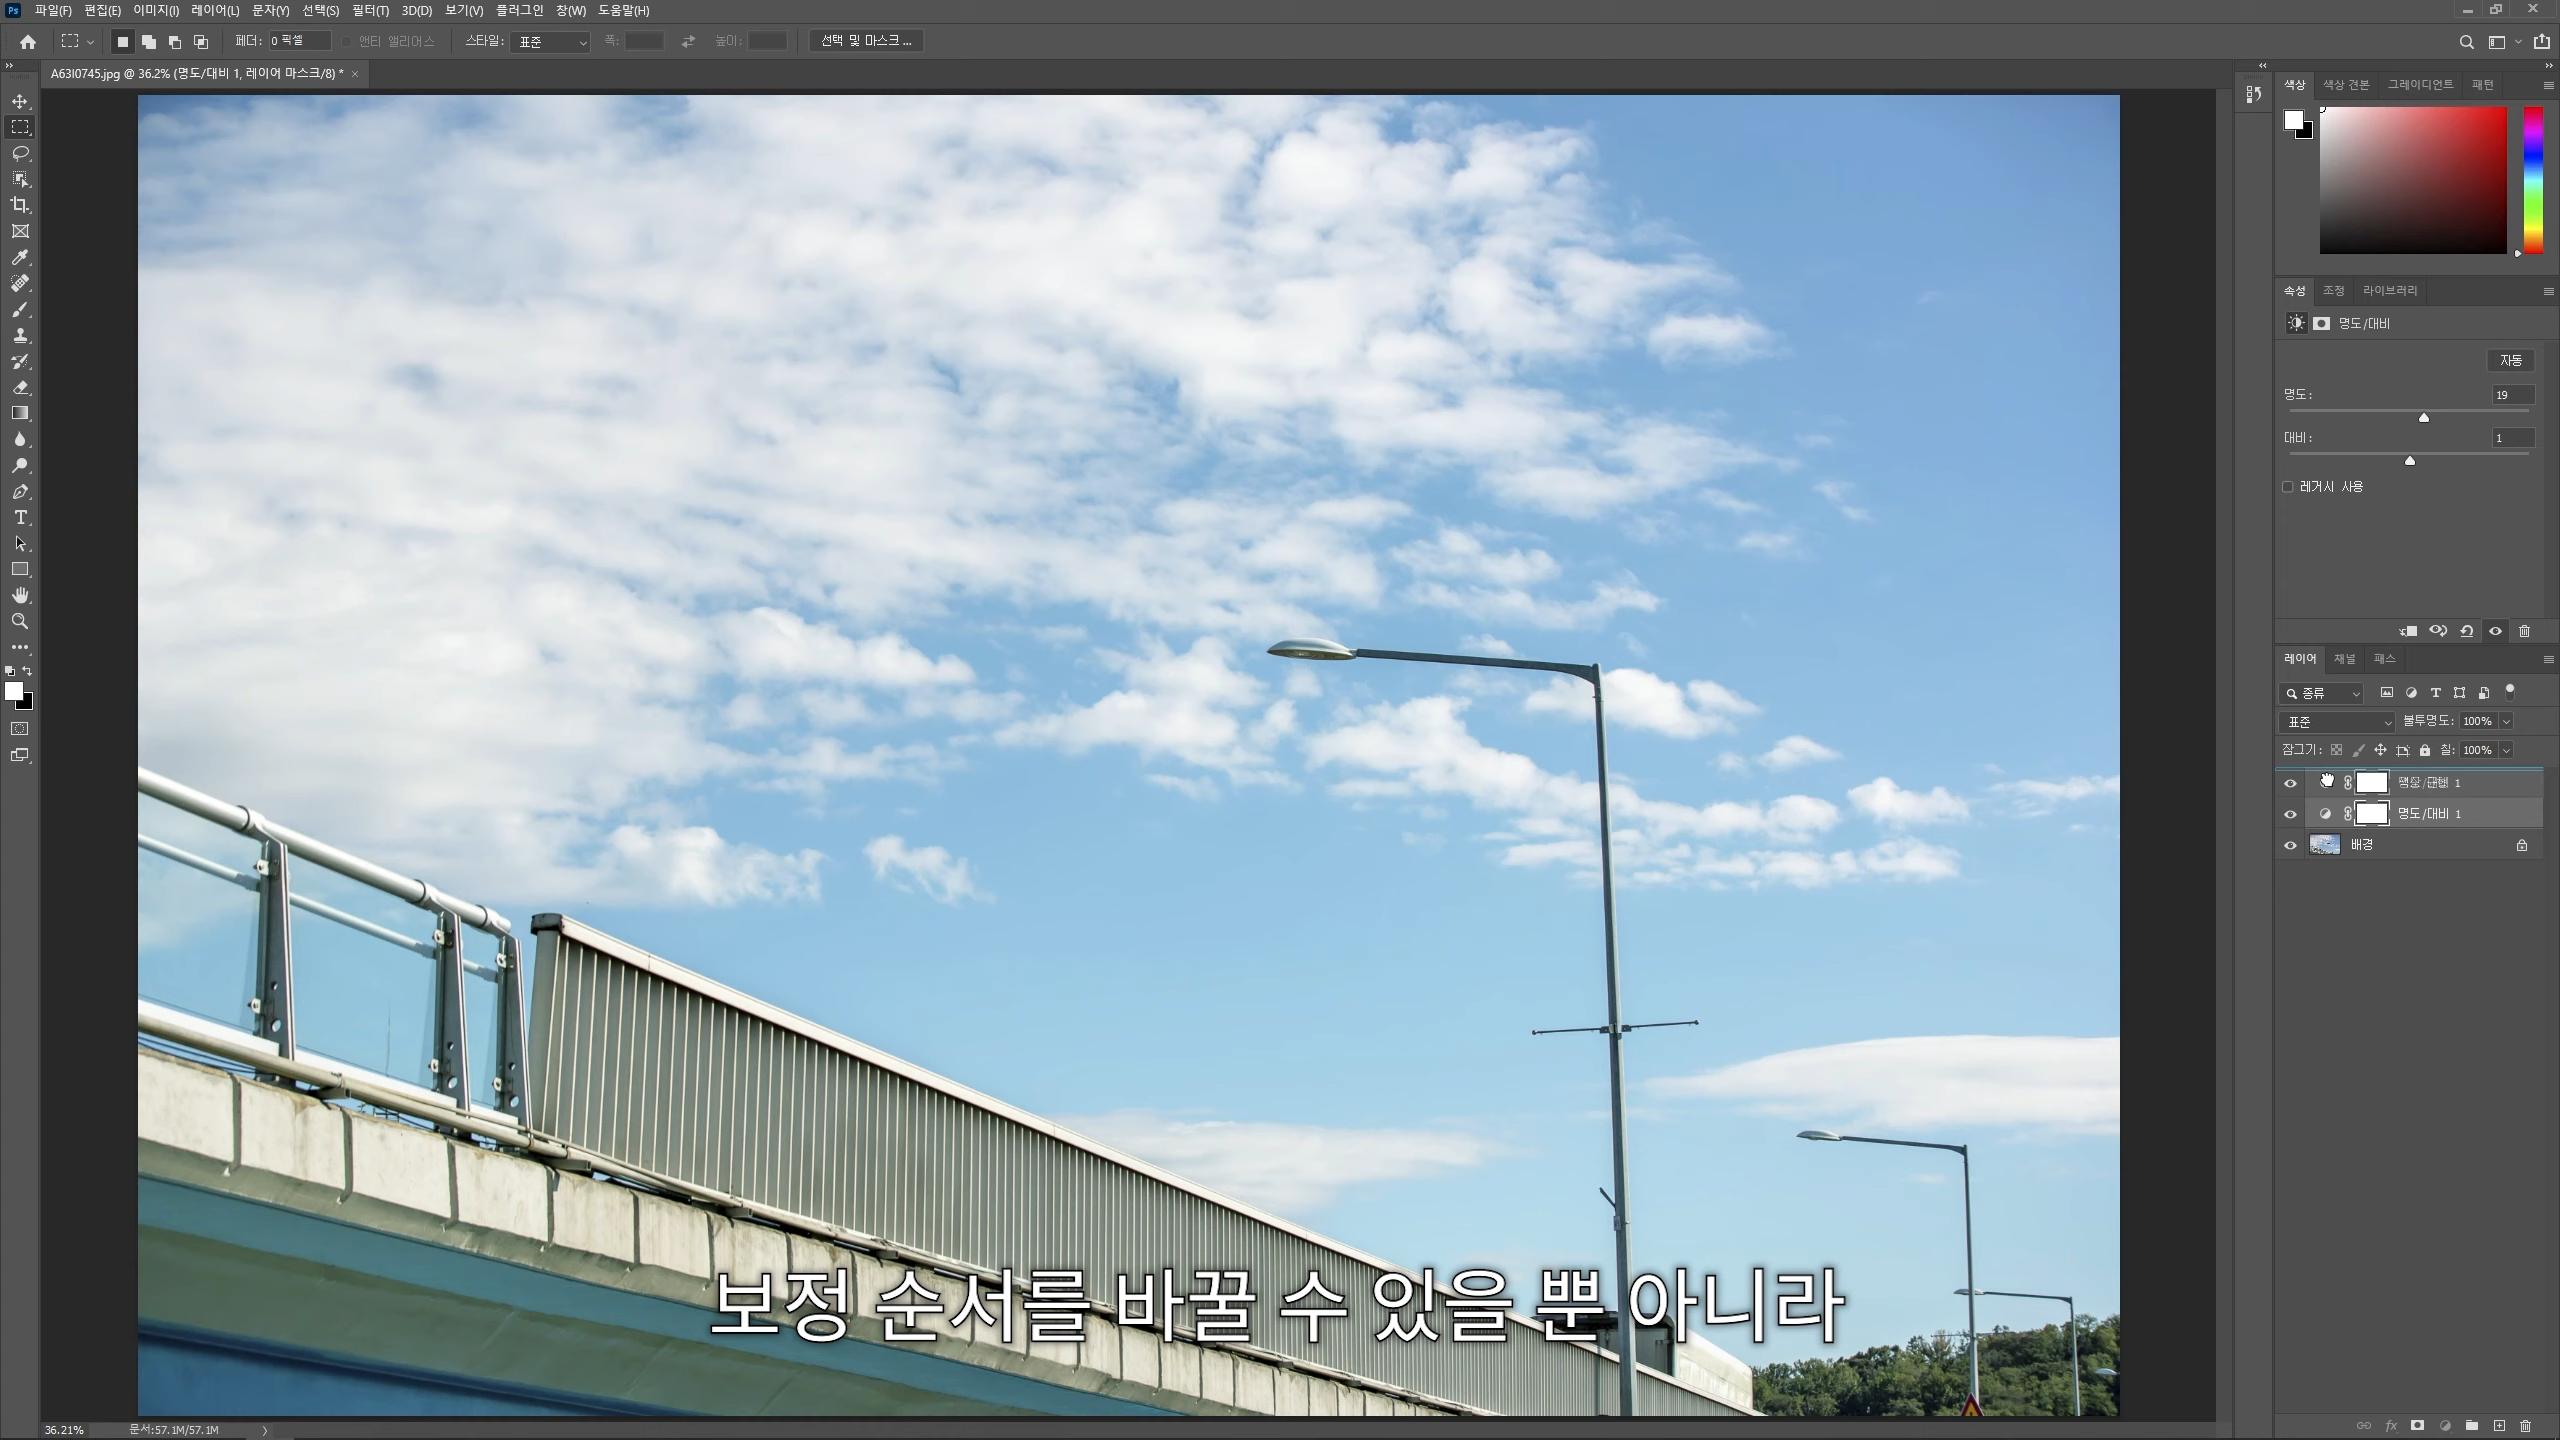 Ps 파일(F) 편집(E) 이미지(I) 레이어(L) 문자(Y) 선택(S) 필터(T) 3D(D) 보기(V) 플러그인 창(W) 도움말(H)
페더: 0 픽셀 앤티 앨리어스 스타일: 표준 폭: 높이: 선택 및 마스크...
A63I0745.jpg @ 36.2% (명도/대비 1, 레이어 마스크/8) *
색상 색상 견본 그레이디언트 패턴
속성 조정 라이브러리
명도/대비
자동
명도: 19
대비: 1
레거시 사용
레이어 채널 패스
종류
표준 불투명도: 100%
잠그기: 칠: 100%
명도/대비 1
배경
보정 순서를 바꿀 수 있을 뿐 아니라
36.21% 문서:57.1M/57.1M